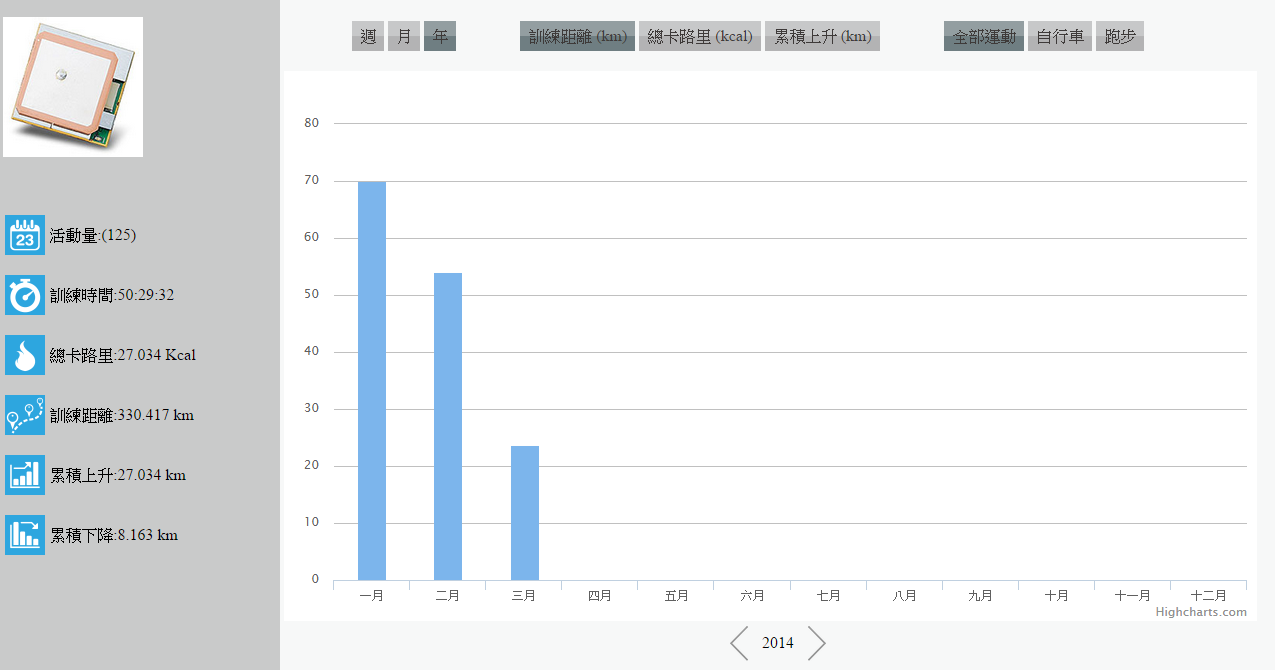 週 月 年 訓練距離 (km) 總卡路里 (kcal) 累積上升 (km) 全部運動 自行車 跑步
23 活動量:(125)
訓練時間:50:29:32
總卡路里:27.034 Kcal
訓練距離:330.417 km
累積上升:27.034 km
累積下降:8.163 km
80
70
60
50
40
30
20
10
0
一月 二月 三月 四月 五月 六月 七月 八月 九月 十月 十一月 十二月
Highcharts.com
2014